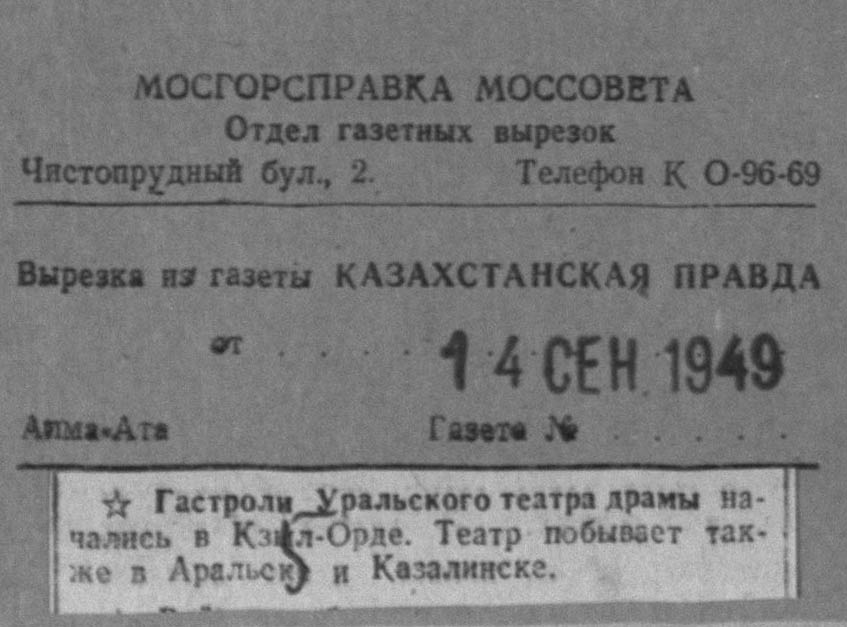 МОСГОРСПРАВКА МОССОВЕТА
Отдел газетных вырезок
Чистопрудный бул., 2. Телефон К 0-96-69
Вырезка из газеты КАЗАХСТАНСКАЯ ПРАВДА
от . . . . 14 СЕН 1949
Алма-Ата Газета № . . . . .
☆ Гастроли Уральского театра драмы на-
чались в Кзыл-Орде. Театр побывает так-
же в Аральске и Казалинске.